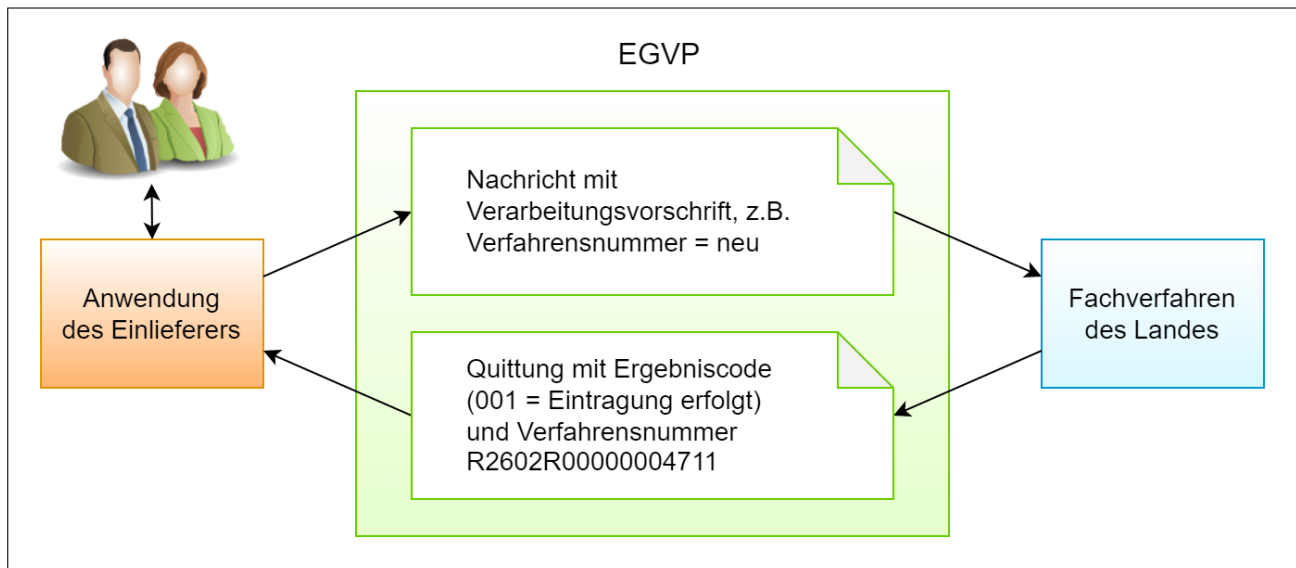 EGVP
Nachricht mit
Verarbeitungsvorschrift, z.B.
Verfahrensnummer = neu
Anwendung
des Einlieferers
Fachverfahren
des Landes
Quittung mit Ergebniscode
(001 = Eintragung erfolgt)
und Verfahrensnummer
R2602R00000004711